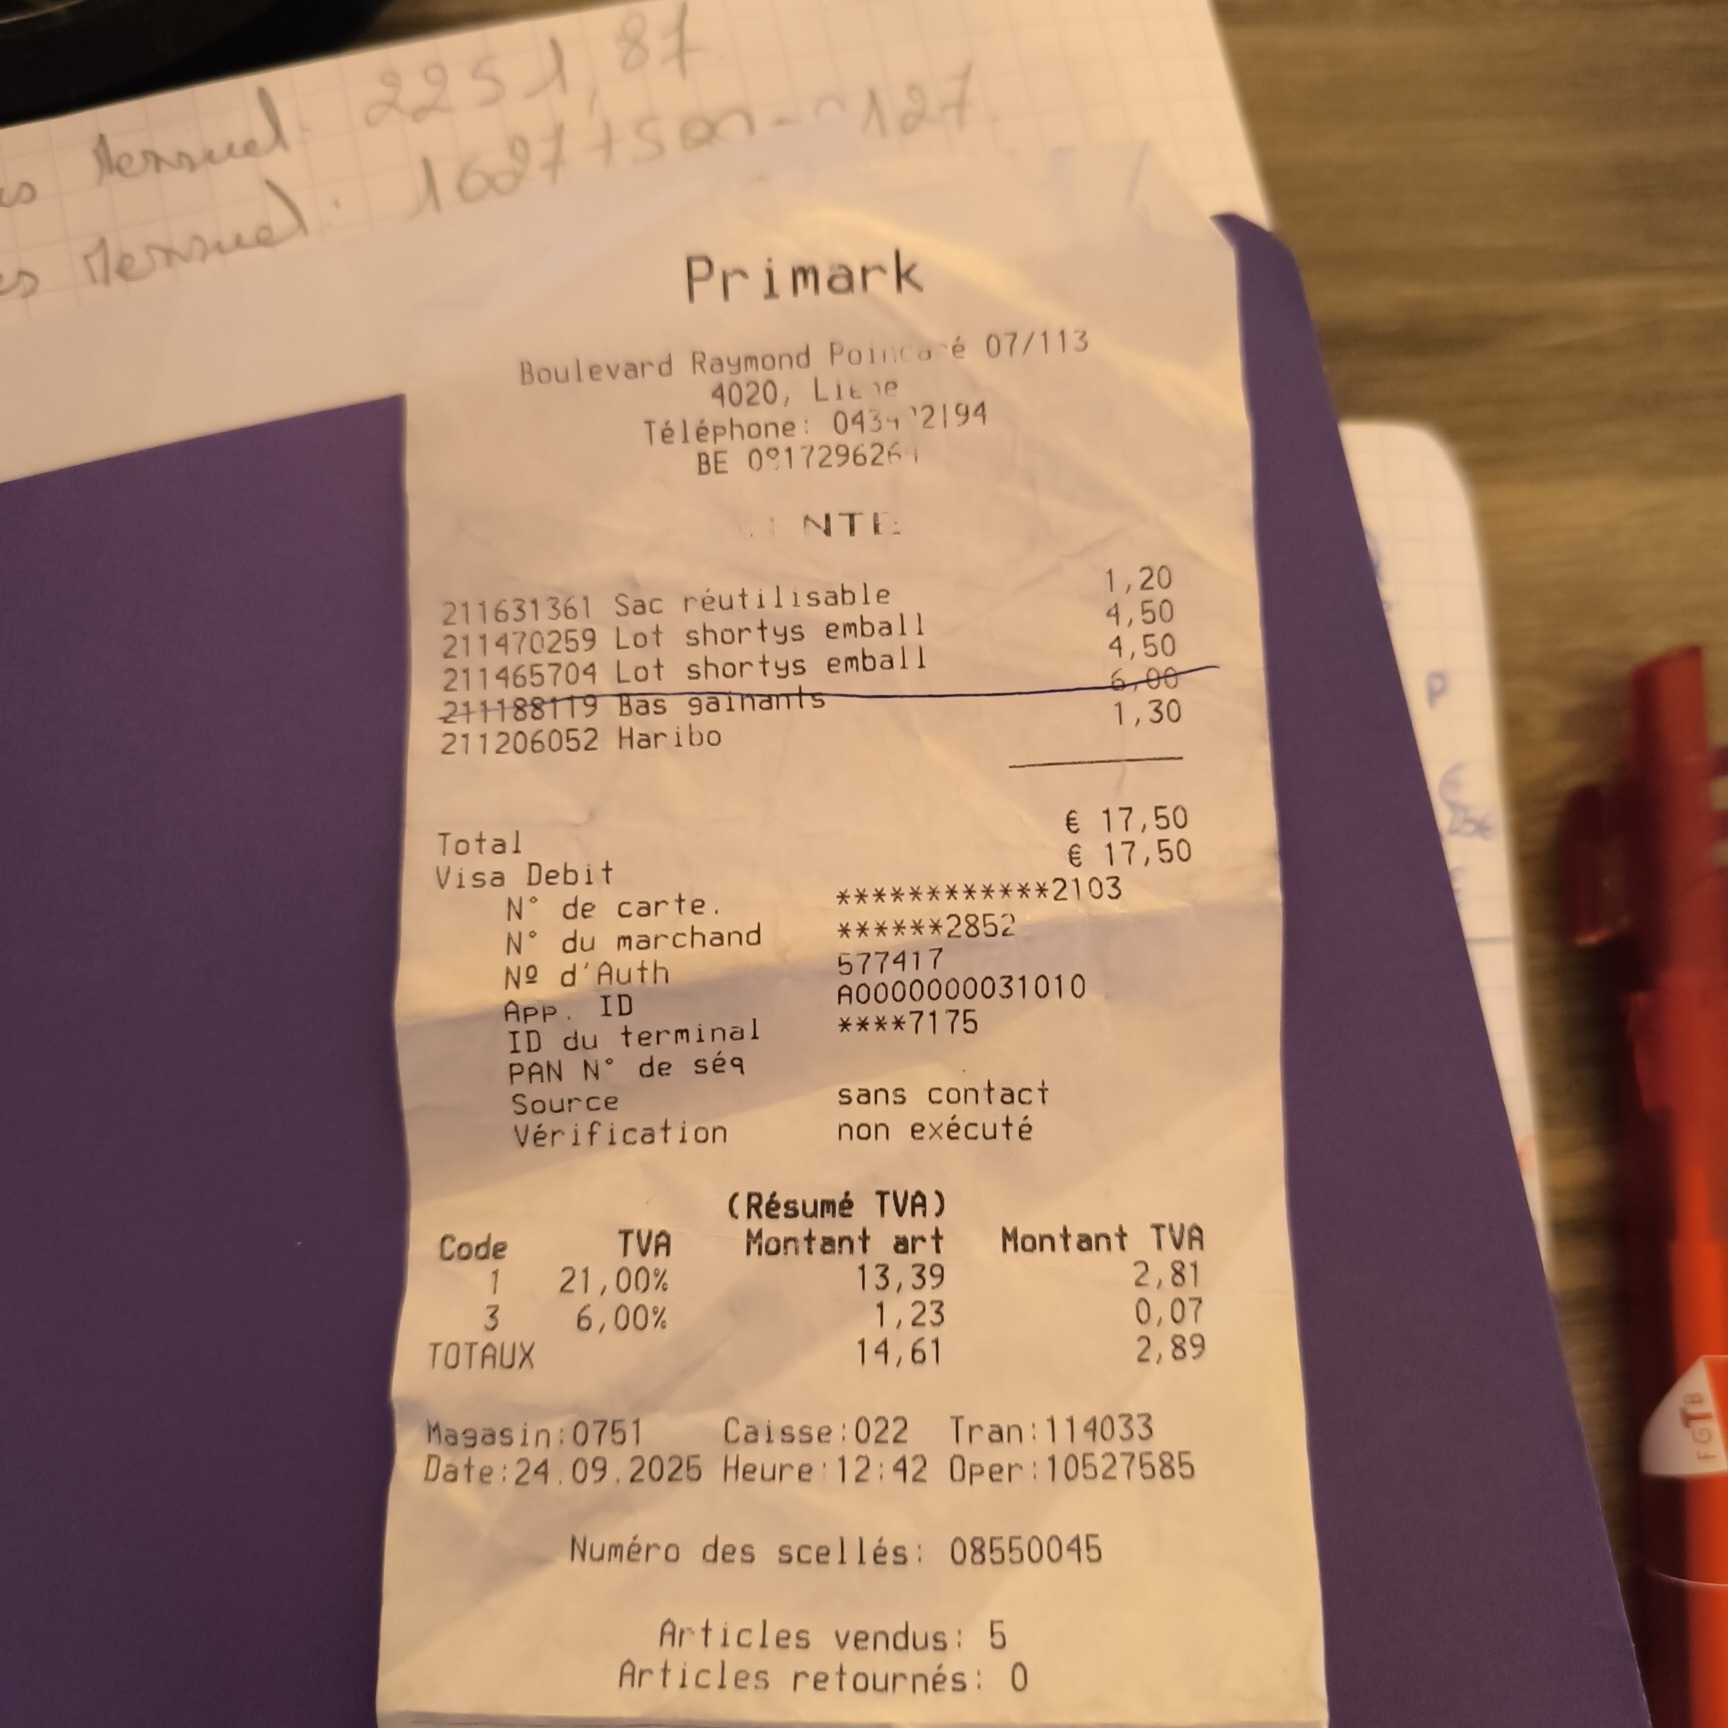 Mensuel. 2251,87
Mensuel. 1627+500
Primark
Boulevard Raymond 07/113
4020,
Téléphone:
BE
211631361 Sac réutilisable 1,20
211470259 Lot shortys emball 4,50
211465704 Lot shortys emball 4,50
211188119 Bas gainants 6,00
211206052 Haribo 1,30
Total € 17,50
Visa Debit € 17,50
N° de carte. ************2103
N° du marchand ******2852
Nº d'Auth 577417
App. ID A0000000031010
ID du terminal ****7175
PAN N° de séq
Source sans contact
Vérification non exécuté
(Résumé TVA)
Code TVA Montant art Montant TVA
1 21,00% 13,39 2,81
3 6,00% 1,23 0,07
TOTAUX 14,61 2,89
Magasin:0751 Caisse:022 Tran:114033
Date:24.09.2025 Heure:12:42 Oper:10527585
Numéro des scellés: 08550045
Articles vendus: 5
Articles retournés: 0
P
FGTB